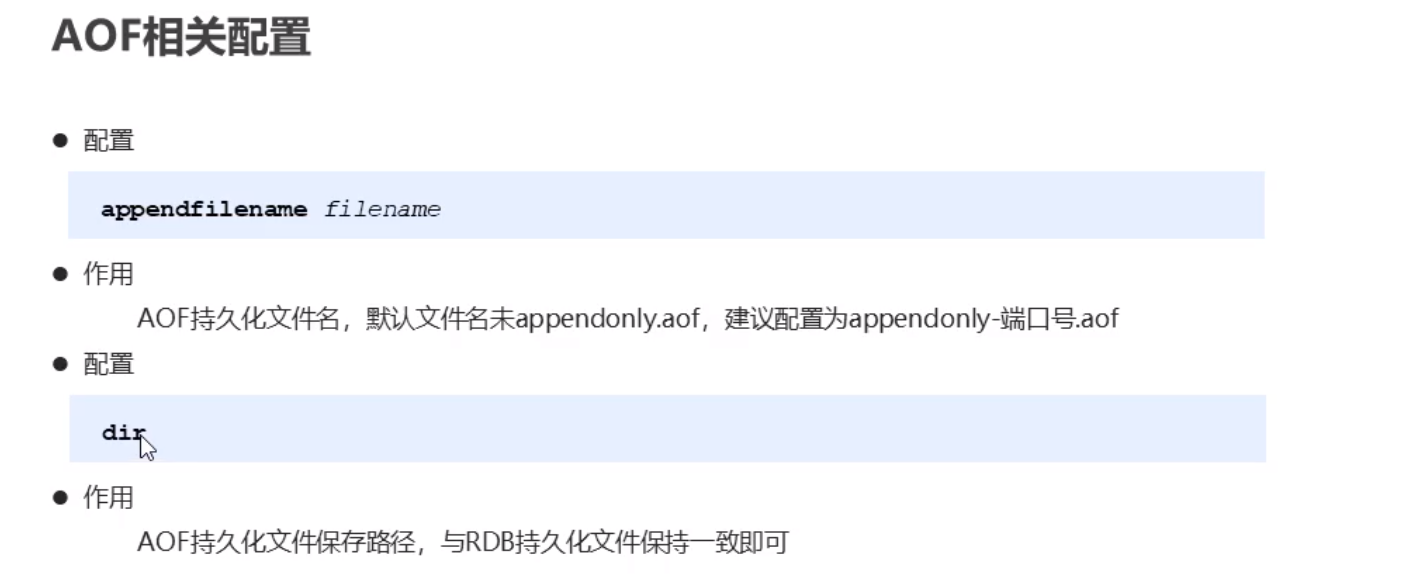 AOF相关配置
● 配置
appendfilename filename
● 作用
AOF持久化文件名，默认文件名未appendonly.aof，建议配置为appendonly-端口号.aof
● 配置
dir
● 作用
AOF持久化文件保存路径，与RDB持久化文件保持一致即可